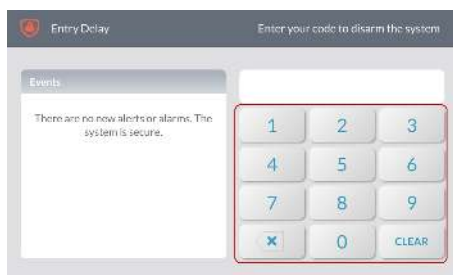 Entry Delay
Enter your code to disarm the system
Events
There are no new alerts or alarms. The
system is secure.
1 2 3
4 5 6
7 8 9
0 CLEAR